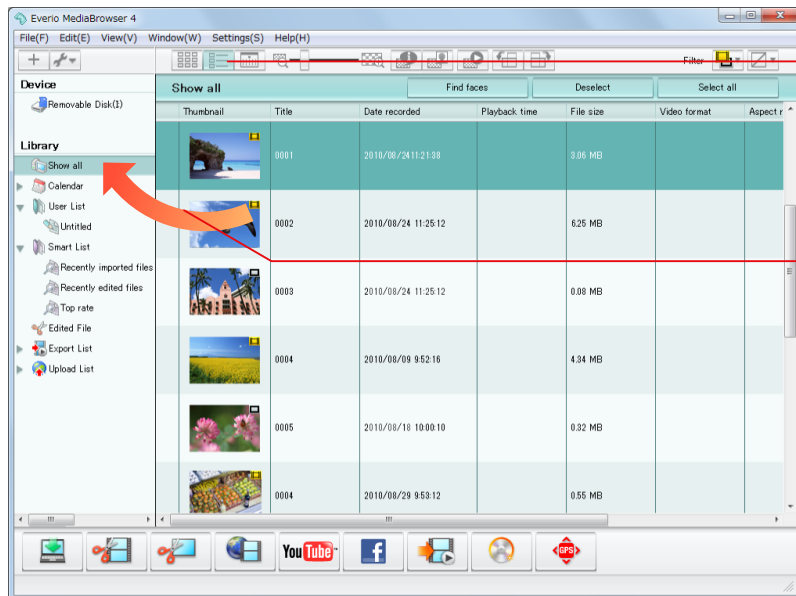 Everio MediaBrowser 4
File(F) Edit(E) View(V) Window(W) Settings(S) Help(H)
Filter
Device
Removable Disk(I)
Library
Show all
Calendar
User List
Untitled
Smart List
Recently imported files
Recently edited files
Top rate
Edited File
Export List
Upload List
Show all Find faces Deselect Select all
Thumbnail Title Date recorded Playback time File size Video format Aspect r
0001 2010/08/24 11:21:38 3.06 MB
0002 2010/08/24 11:25:12 6.25 MB
0003 2010/08/24 11:25:12 0.08 MB
0004 2010/08/09 9:52:16 4.34 MB
0005 2010/08/18 10:00:10 0.32 MB
0004 2010/08/29 9:53:12 0.55 MB
You Tube f GPS